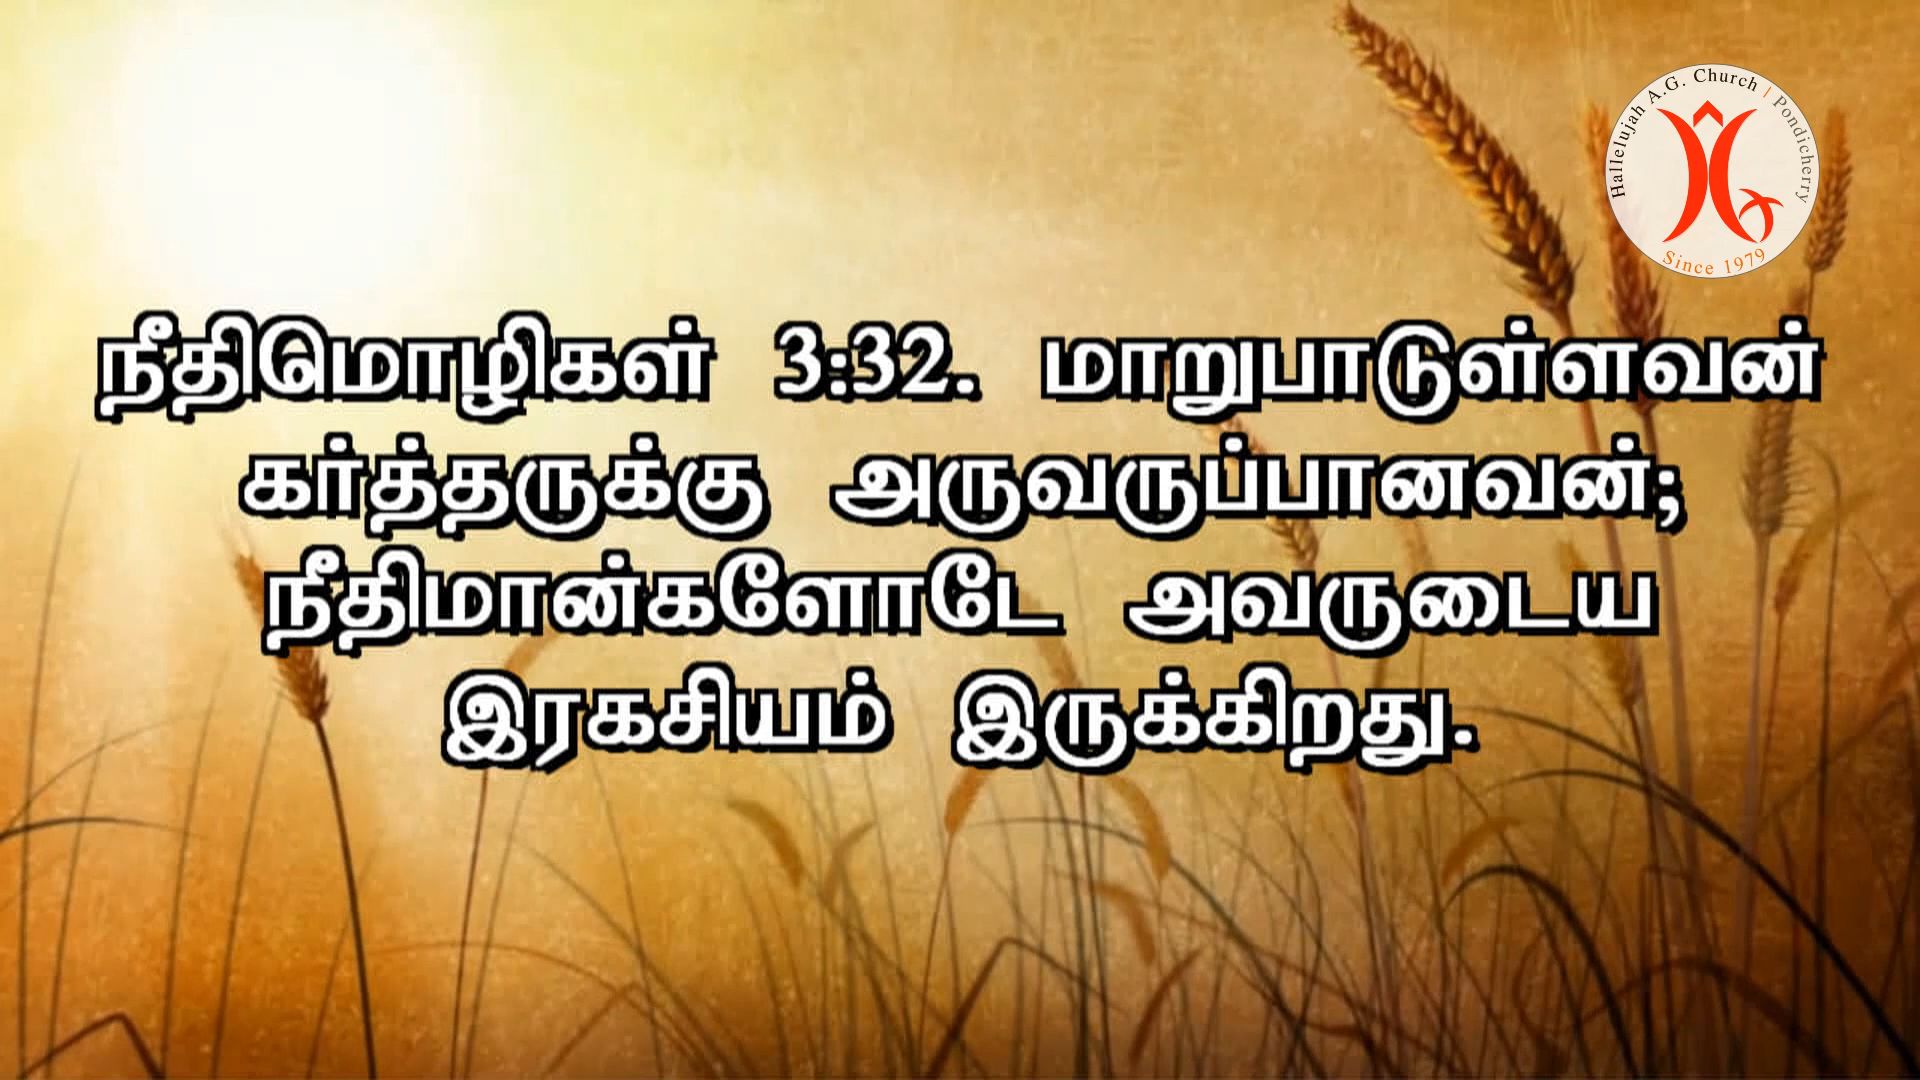 Hallelujah A.G. Church | Pondicherry
Since 1979
நீதிமொழிகள் 3:32. மாறுபாடுள்ளவன்
கர்த்தருக்கு அருவருப்பானவன்;
நீதிமான்களோடே அவருடைய
இரகசியம் இருக்கிறது.